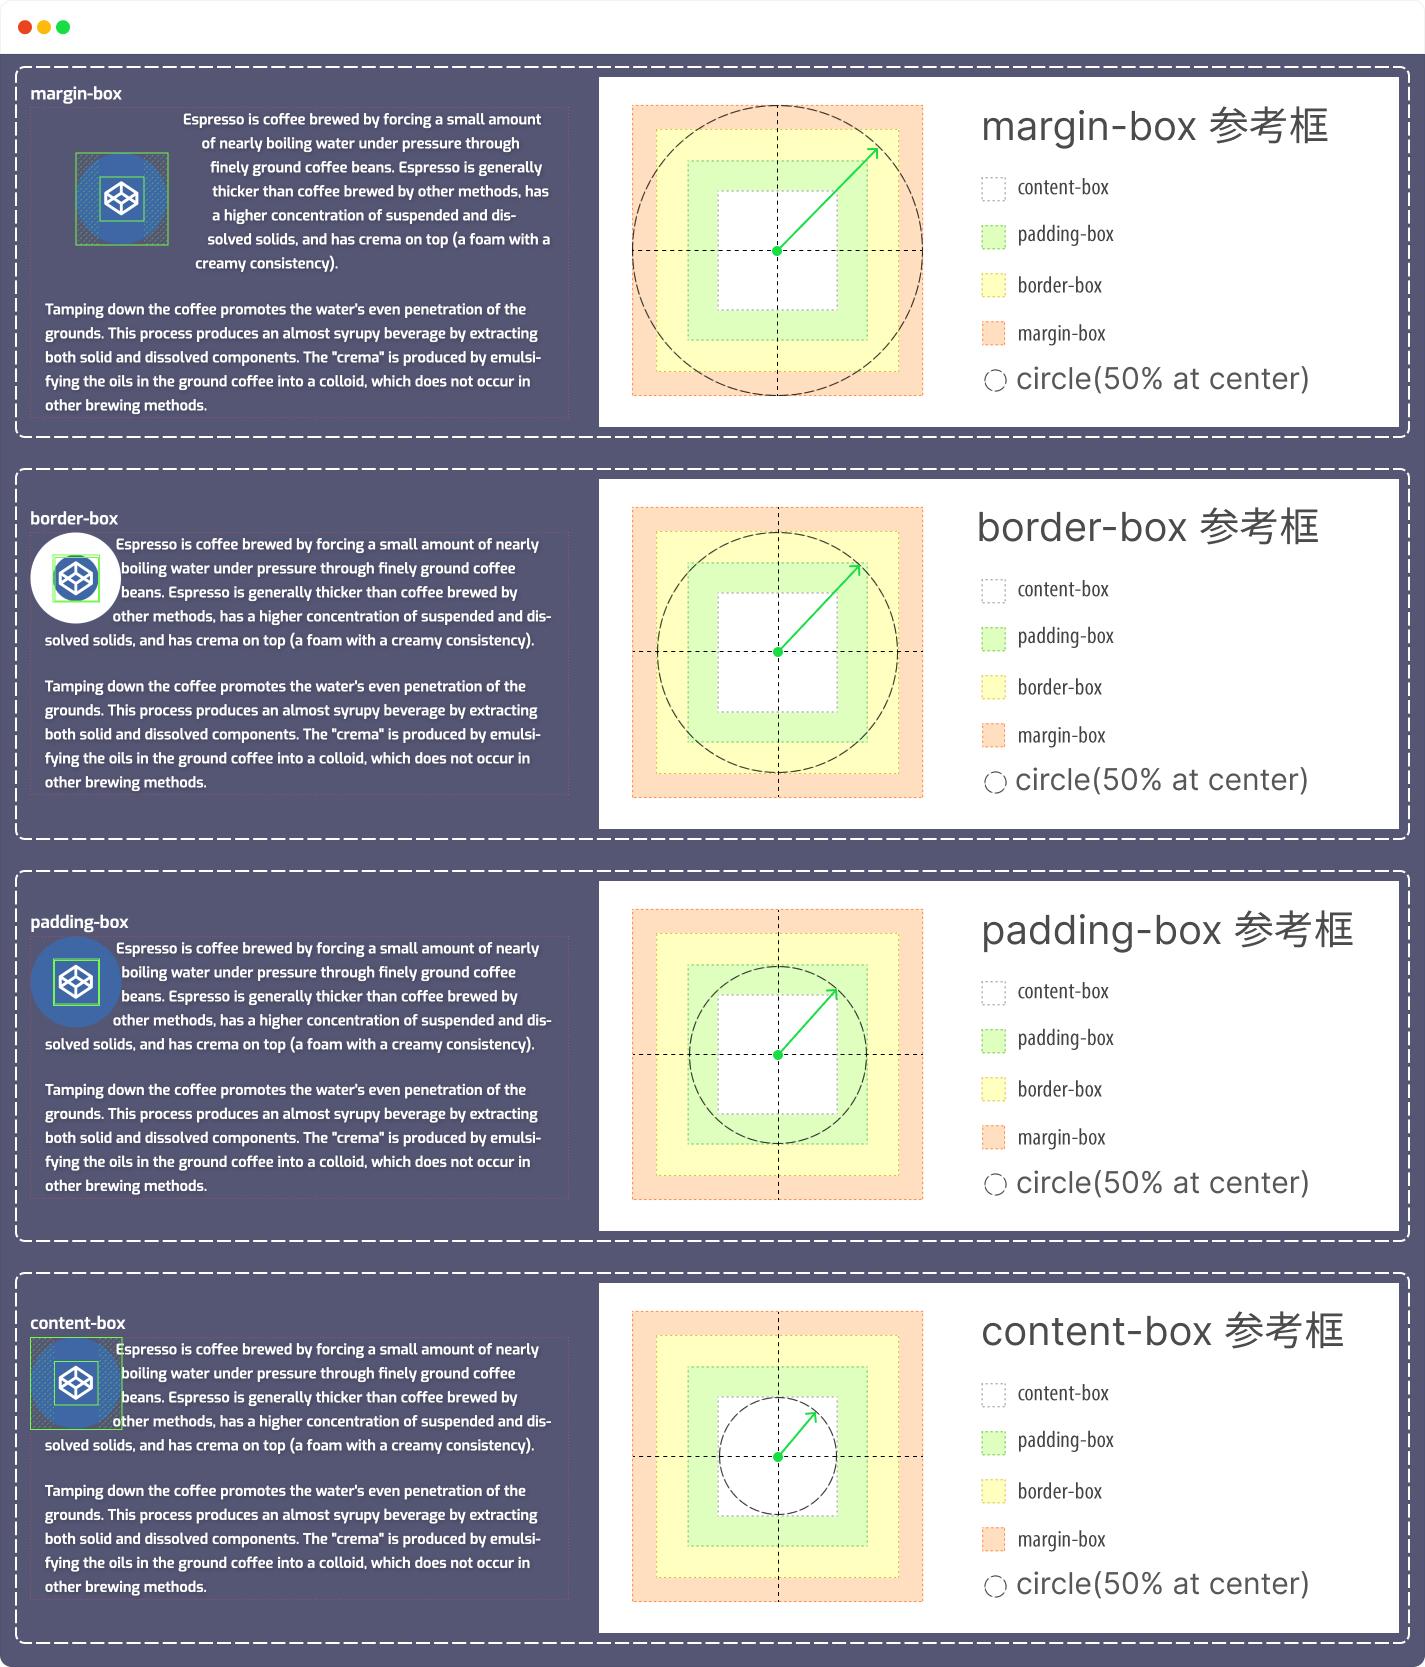 margin-box
Espresso is coffee brewed by forcing a small amount
of nearly boiling water under pressure through
finely ground coffee beans. Espresso is generally
thicker than coffee brewed by other methods, has
a higher concentration of suspended and dis-
solved solids, and has crema on top (a foam with a
creamy consistency).
Tamping down the coffee promotes the water's even penetration of the
grounds. This process produces an almost syrupy beverage by extracting
both solid and dissolved components. The "crema" is produced by emulsi-
fying the oils in the ground coffee into a colloid, which does not occur in
other brewing methods.
margin-box 参考框
content-box
padding-box
border-box
margin-box
circle(50% at center)
border-box
Espresso is coffee brewed by forcing a small amount of nearly
boiling water under pressure through finely ground coffee
beans. Espresso is generally thicker than coffee brewed by
other methods, has a higher concentration of suspended and dis-
solved solids, and has crema on top (a foam with a creamy consistency).
Tamping down the coffee promotes the water's even penetration of the
grounds. This process produces an almost syrupy beverage by extracting
both solid and dissolved components. The "crema" is produced by emulsi-
fying the oils in the ground coffee into a colloid, which does not occur in
other brewing methods.
border-box 参考框
content-box
padding-box
border-box
margin-box
circle(50% at center)
padding-box
Espresso is coffee brewed by forcing a small amount of nearly
boiling water under pressure through finely ground coffee
beans. Espresso is generally thicker than coffee brewed by
other methods, has a higher concentration of suspended and dis-
solved solids, and has crema on top (a foam with a creamy consistency).
Tamping down the coffee promotes the water's even penetration of the
grounds. This process produces an almost syrupy beverage by extracting
both solid and dissolved components. The "crema" is produced by emulsi-
fying the oils in the ground coffee into a colloid, which does not occur in
other brewing methods.
padding-box 参考框
content-box
padding-box
border-box
margin-box
circle(50% at center)
content-box
Espresso is coffee brewed by forcing a small amount of nearly
boiling water under pressure through finely ground coffee
beans. Espresso is generally thicker than coffee brewed by
other methods, has a higher concentration of suspended and dis-
solved solids, and has crema on top (a foam with a creamy consistency).
Tamping down the coffee promotes the water's even penetration of the
grounds. This process produces an almost syrupy beverage by extracting
both solid and dissolved components. The "crema" is produced by emulsi-
fying the oils in the ground coffee into a colloid, which does not occur in
other brewing methods.
content-box 参考框
content-box
padding-box
border-box
margin-box
circle(50% at center)